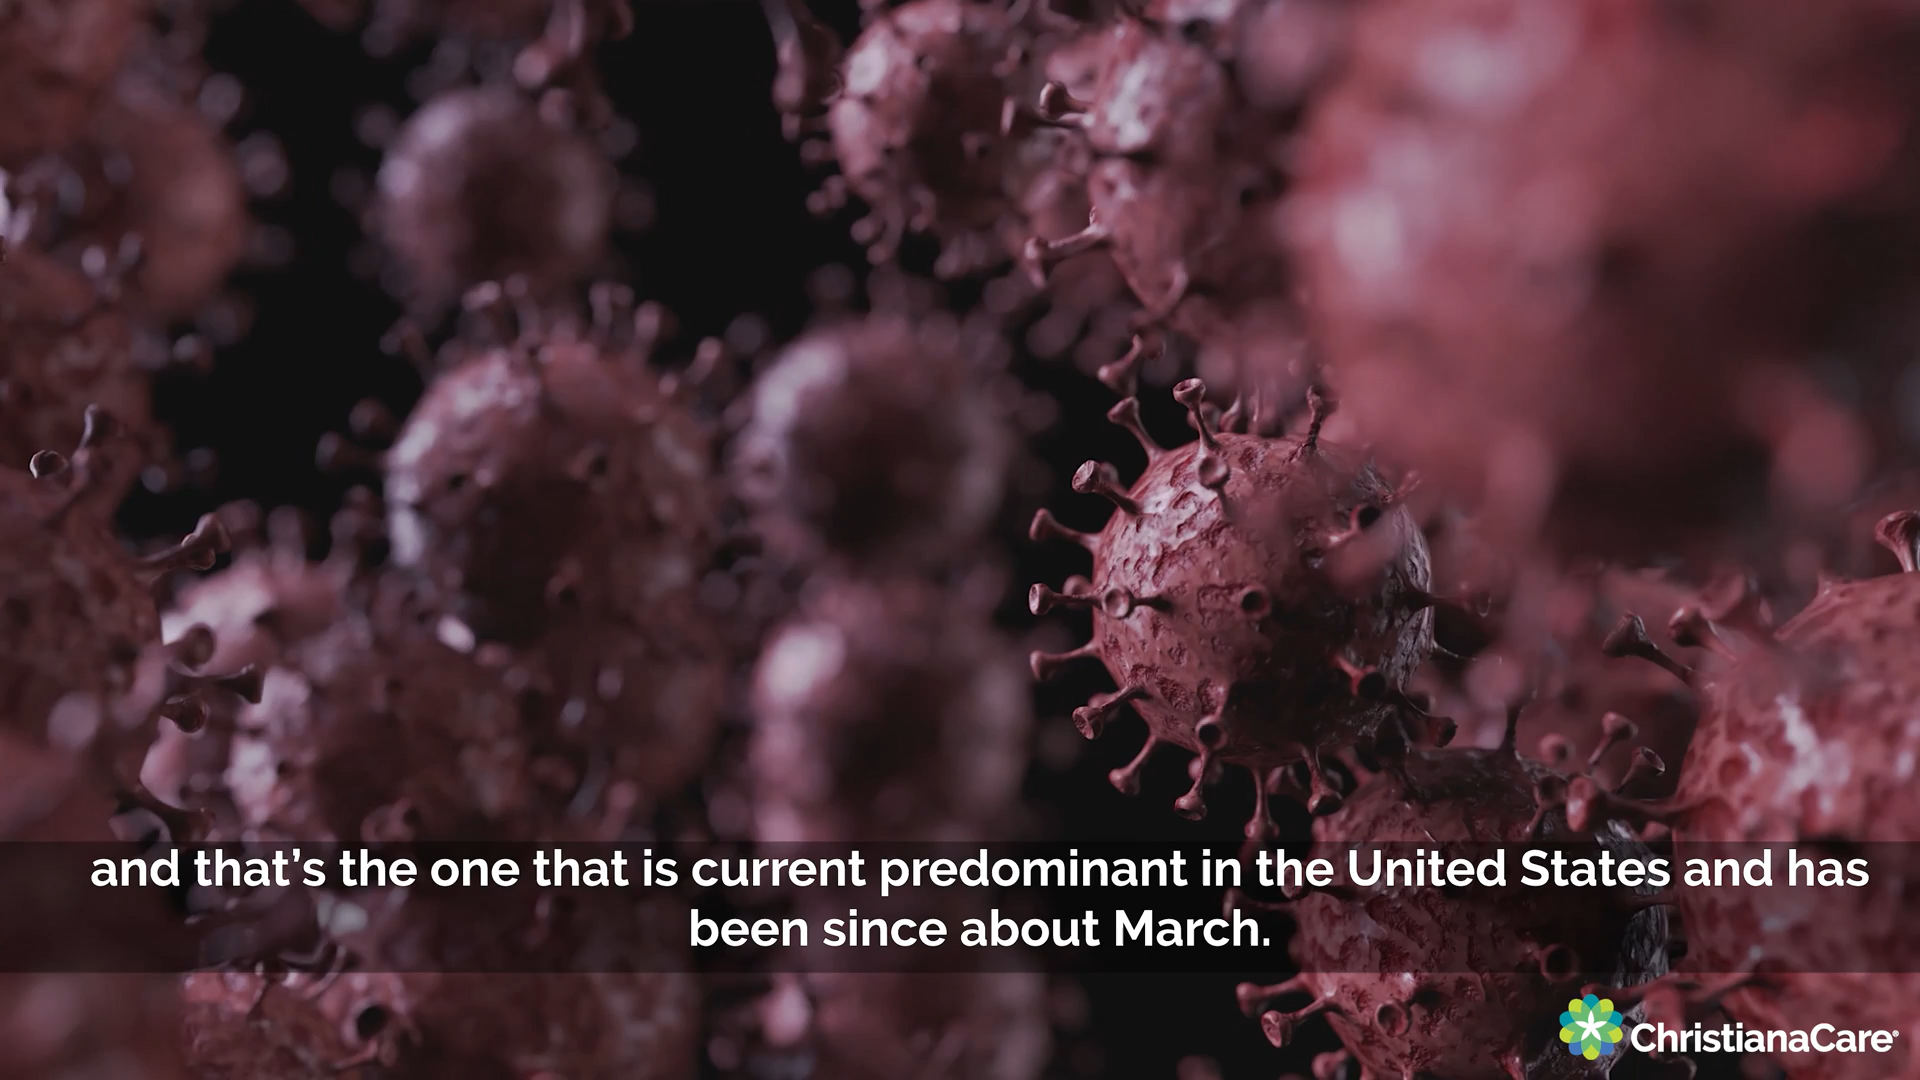 and that’s the one that is current predominant in the United States and has
been since about March.
ChristianaCare®